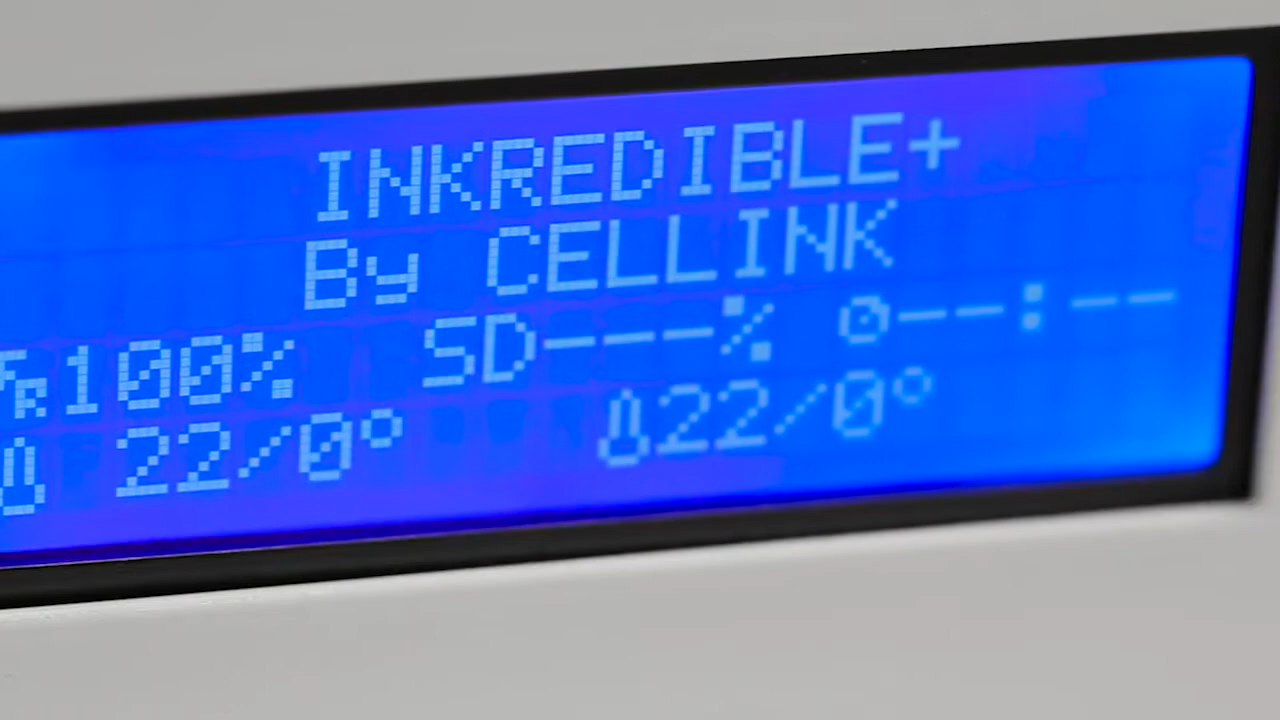 INKREDIBLE+
By CELLINK
FR100% SD---% 0--:--
22/0° 22/0°